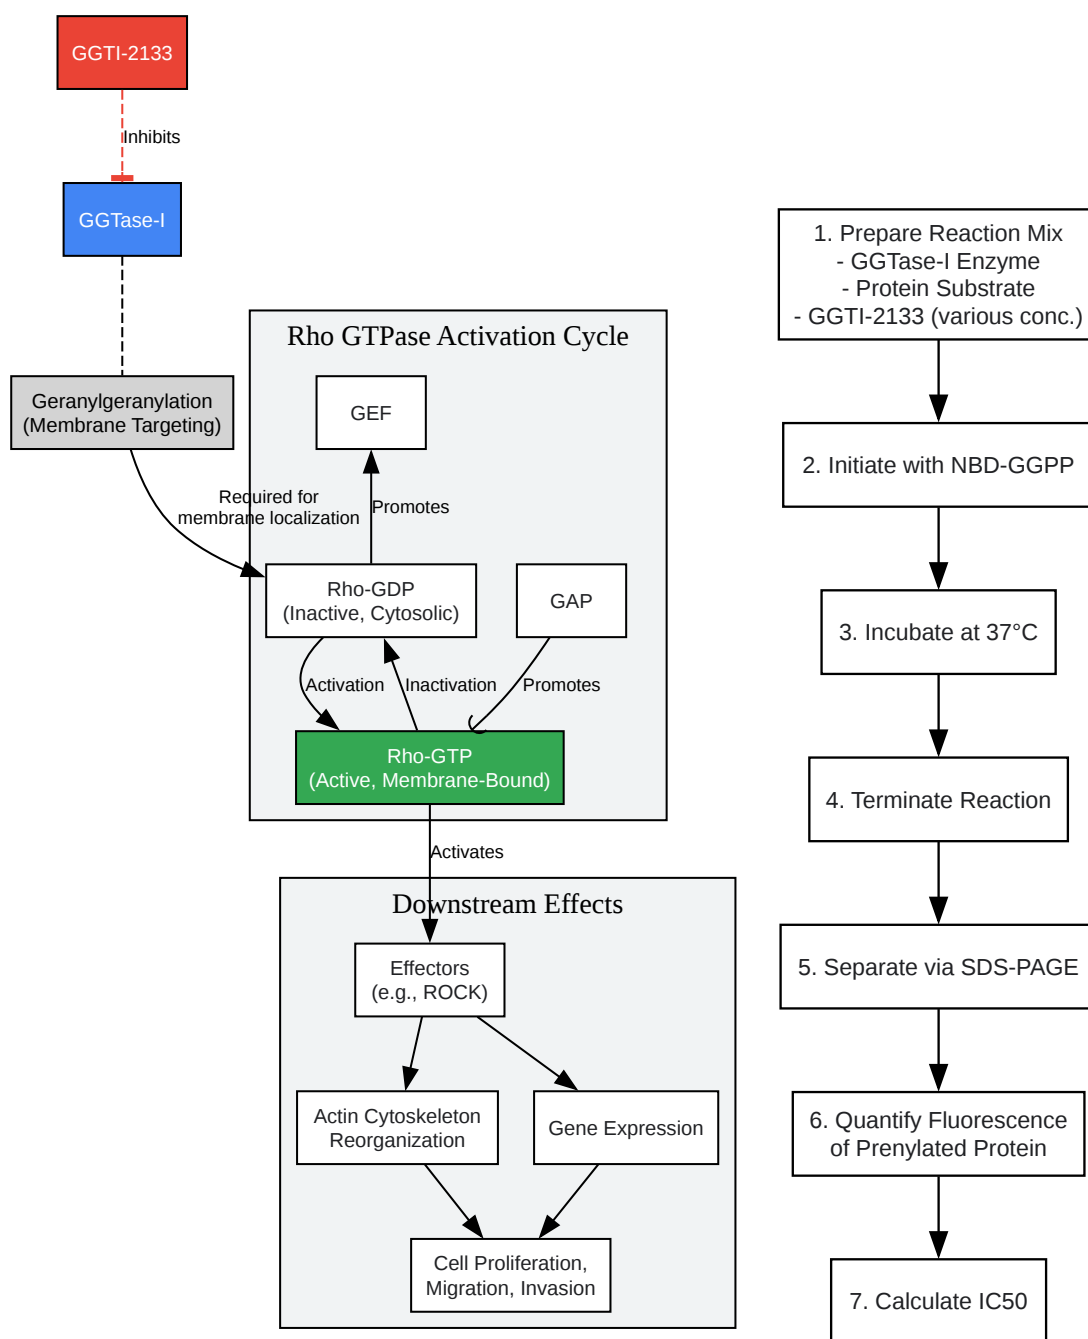 GGTI-2133
Inhibits
GGTase-I
Geranylgeranylation
(Membrane Targeting)
Required for
membrane localization
Rho GTPase Activation Cycle
GEF
Promotes
Rho-GDP
(Inactive, Cytosolic)
GAP
Activation
Inactivation
Promotes
Rho-GTP
(Active, Membrane-Bound)
Activates
Downstream Effects
Effectors
(e.g., ROCK)
Actin Cytoskeleton
Reorganization
Gene Expression
Cell Proliferation,
Migration, Invasion
1. Prepare Reaction Mix
- GGTase-I Enzyme
- Protein Substrate
- GGTI-2133 (various conc.)
2. Initiate with NBD-GGPP
3. Incubate at 37°C
4. Terminate Reaction
5. Separate via SDS-PAGE
6. Quantify Fluorescence
of Prenylated Protein
7. Calculate IC50